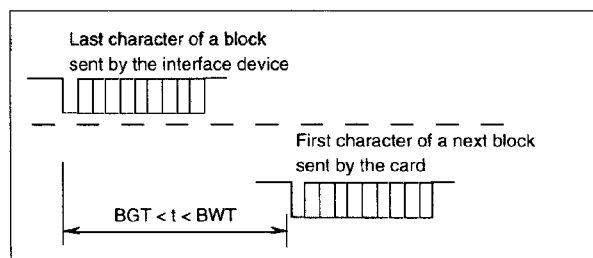 Last character of a block
sent by the interface device
First character of a next block
sent by the card
BGT < t < BWT